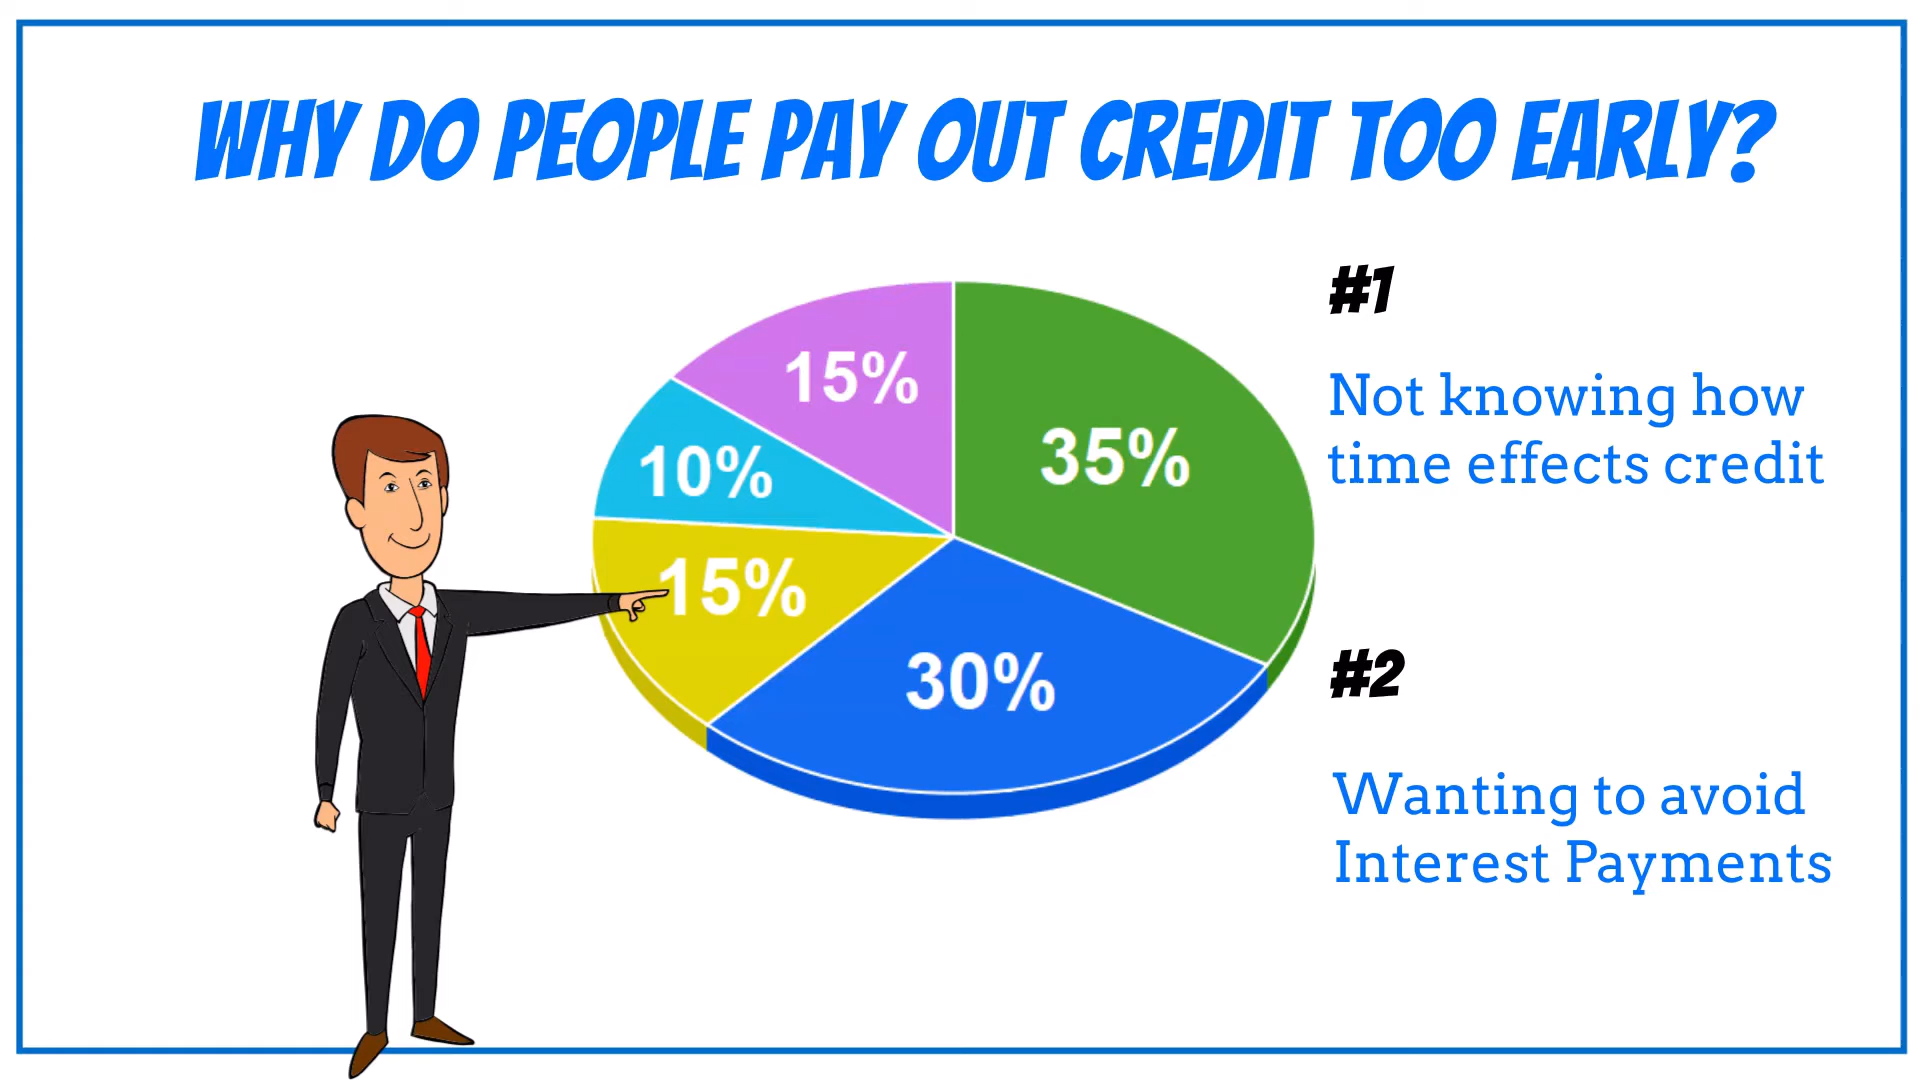 WHY DO PEOPLE PAY OUT CREDIT TOO EARLY?
#1
Not knowing how
time effects credit
15%
35%
10%
15%
30%
#2
Wanting to avoid
Interest Payments